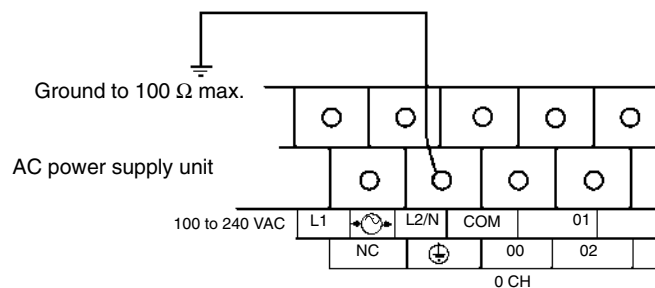 Ground to 100 Ω max.
AC power supply unit
100 to 240 VAC L1 L2/N COM 01
NC 00 02
0 CH